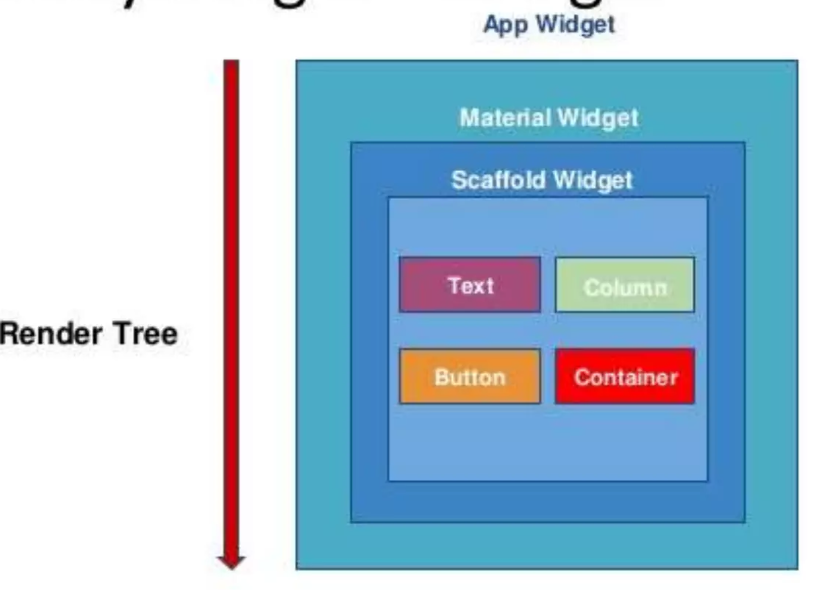 App Widget
Material Widget
Scaffold Widget
Text Column
Button Container
Render Tree